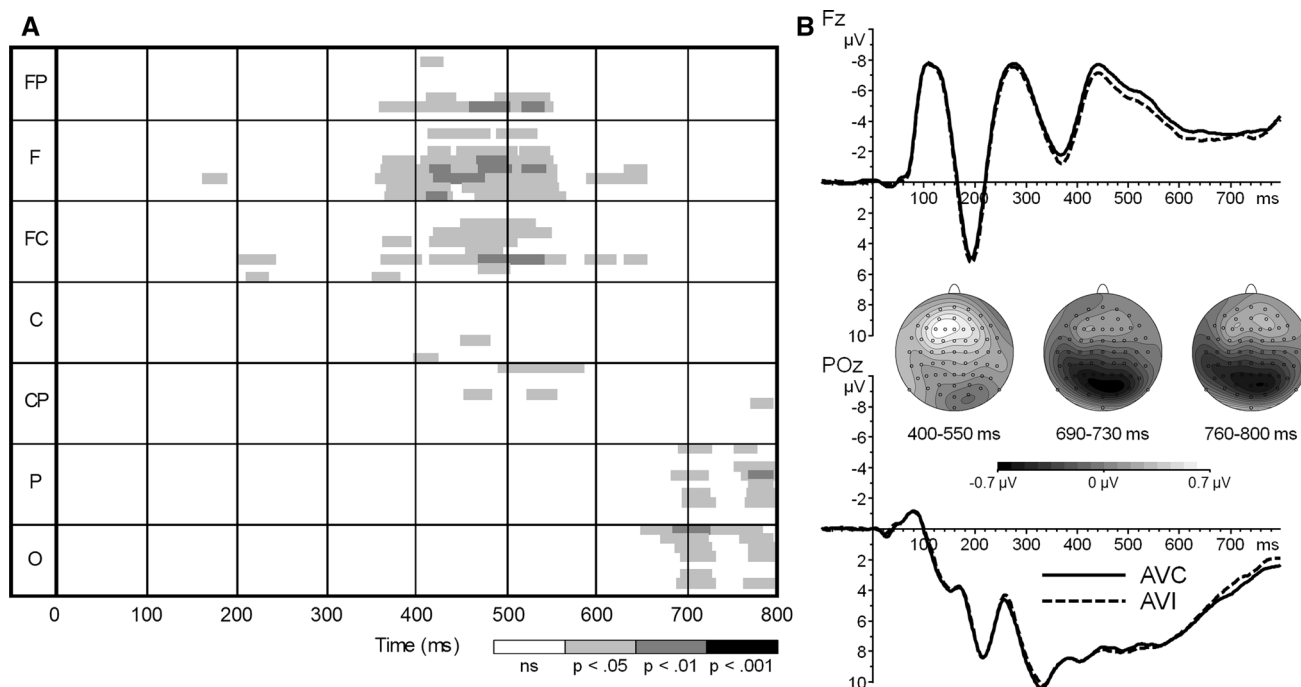 A
FP
F
FC
C
CP
P
O
0 100 200 300 400 500 600 700 800
Time (ms)
ns p < .05 p < .01 p < .001
B
Fz
µV
-8
-6
-4
-2
100 200 300 400 500 600 700 ms
2
4
6
8
10
400-550 ms 690-730 ms 760-800 ms
-0.7 µV 0 µV 0.7 µV
POz
µV
-8
-6
-4
-2
100 200 300 400 500 600 700 ms
2
4
6
8
10
AVC
AVI